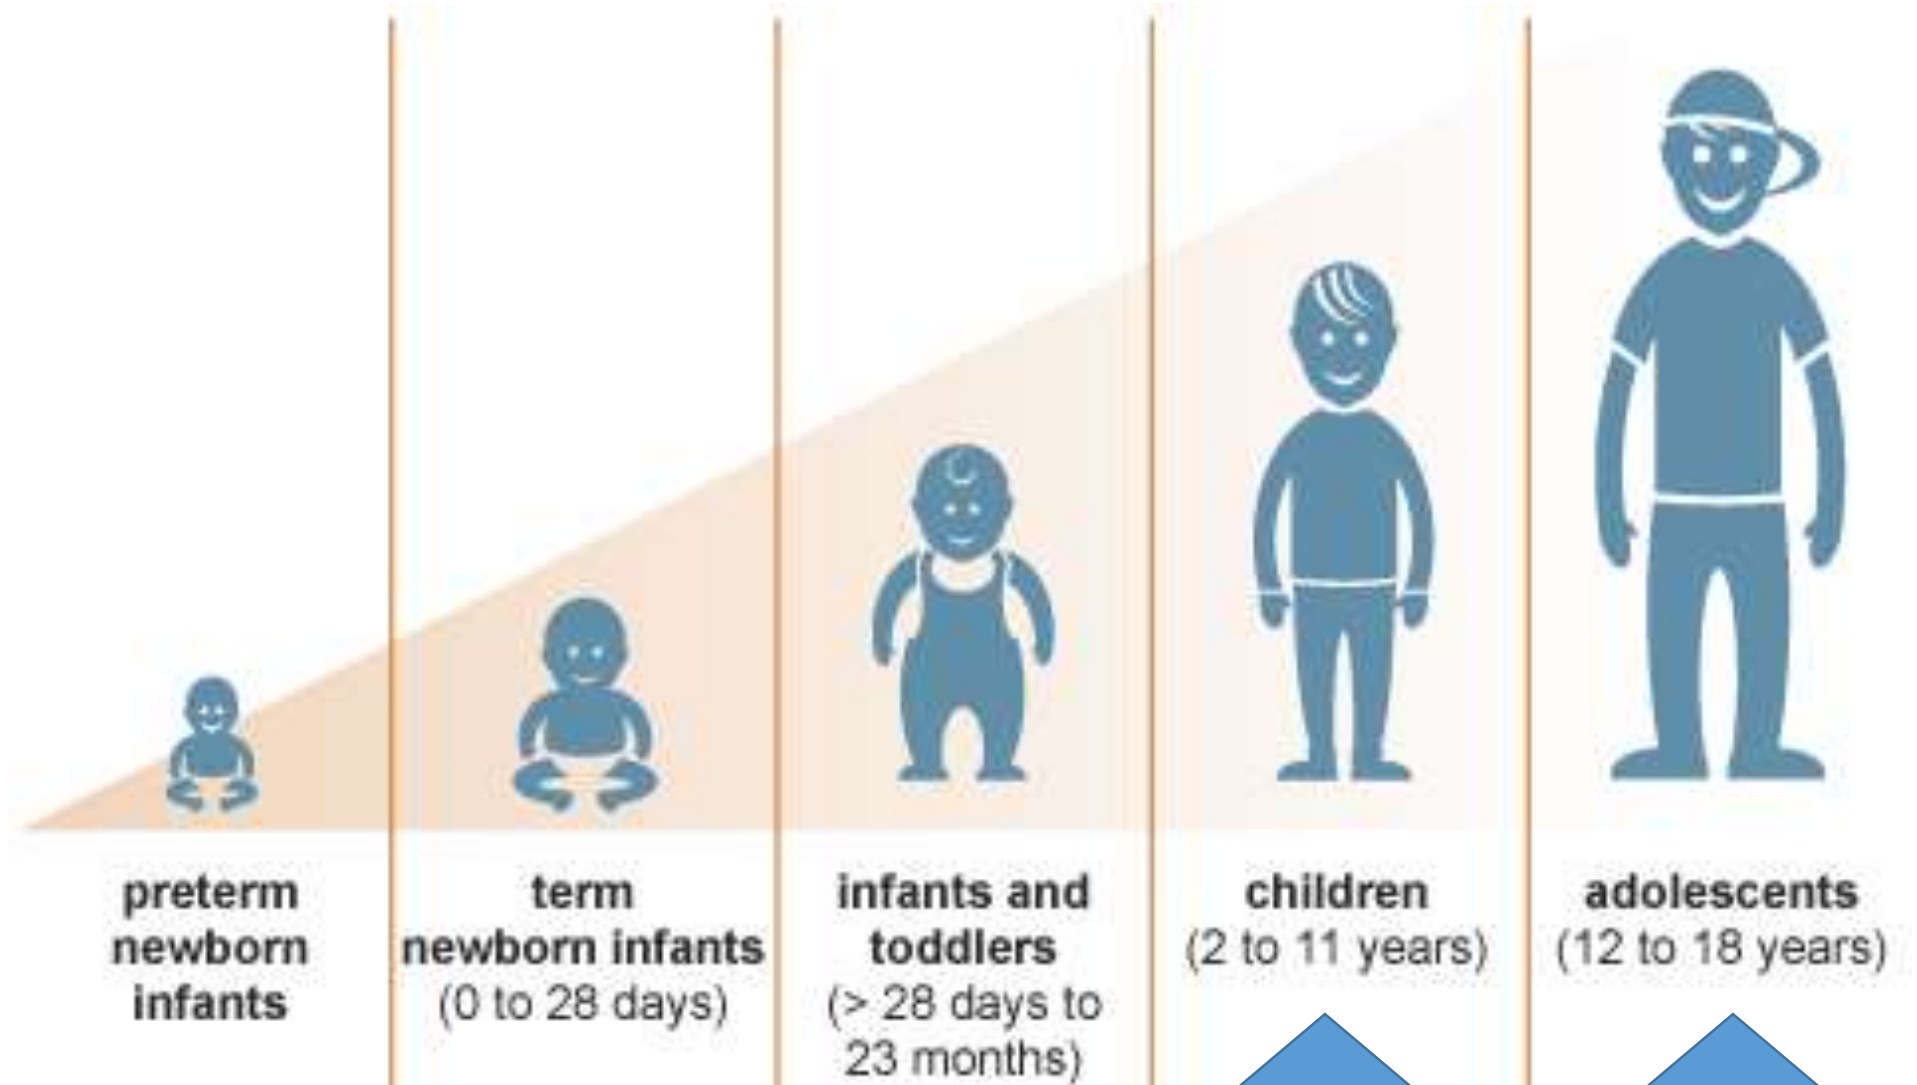 preterm
newborn
infants
term
newborn infants
(0 to 28 days)
infants and
toddlers
(> 28 days to
23 months)
children
(2 to 11 years)
adolescents
(12 to 18 years)